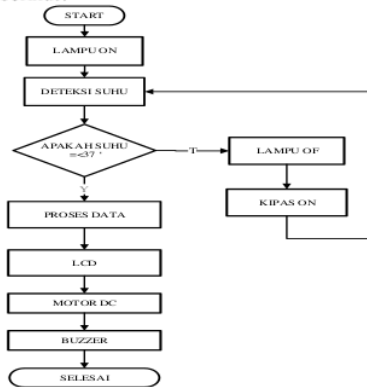 START
LAMPU ON
DETEKSI SUHU
APAKAH SUHU
=<37 '
T
LAMPU OF
Y
KIPAS ON
PROSES DATA
LCD
MOTOR DC
BUZZER
SELESAI